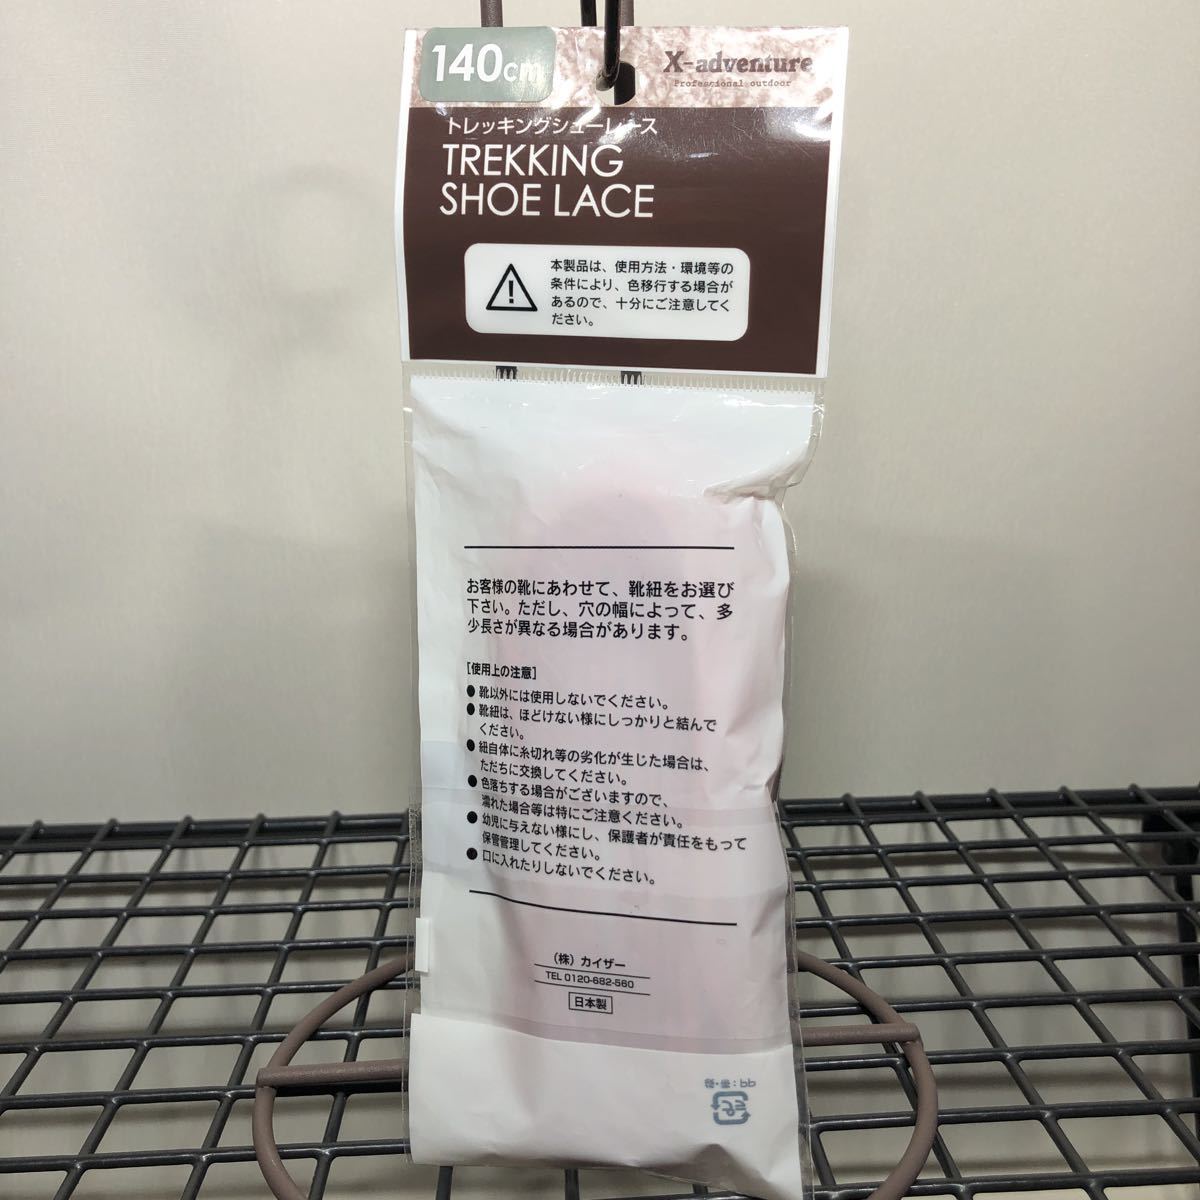 140cm
X-adventure
Professional outdoor
トレッキングシューレース
TREKKING
SHOE LACE
本製品は、使用方法・環境等の
条件により、色移行する場合が
あるので、十分にご注意してく
ださい。
お客様の靴にあわせて、靴紐をお選び
下さい。ただし、穴の幅によって、多
少長さが異なる場合があります。
[使用上の注意]
● 靴以外には使用しないでください。
● 靴紐は、ほどけない様にしっかりと結んで
ください。
● 紐自体に糸切れ等の劣化が生じた場合は、
ただちに交換してください。
● 色落ちする場合がございますので、
濡れた場合等は特にご注意ください。
● 幼児に与えない様にし、保護者が責任をもって
保管管理してください。
● 口に入れたりしないでください。
（株）カイザー
TEL 0120-682-560
日本製
プラ